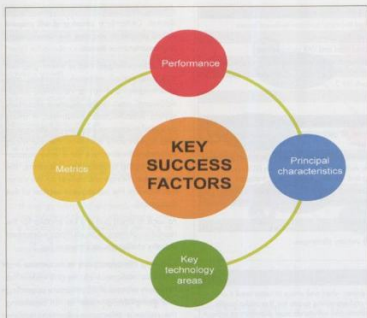 Performance
KEY
SUCCESS
FACTORS
Metrics
Principal
characteristics
Key
technology
areas